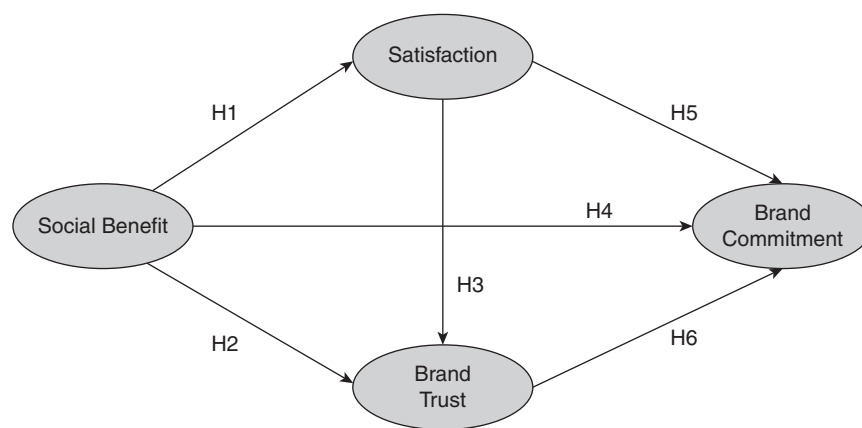 Satisfaction
H1
H5
Social Benefit
H4
Brand
Commitment
H3
H2
H6
Brand
Trust